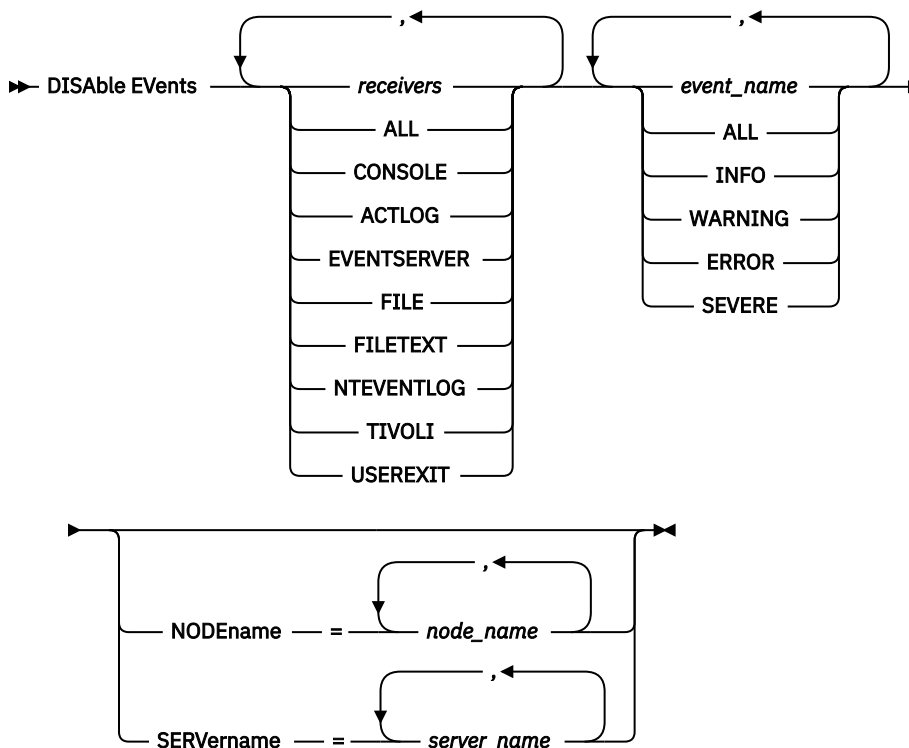 , ,
DISAble EVents receivers event_name
ALL ALL
CONSOLE INFO
ACTLOG WARNING
EVENTSERVER ERROR
FILE SEVERE
FILETEXT
NTEVENTLOG
TIVOLI
USEREXIT
,
NODEname = node_name
,
SERVername = server_name